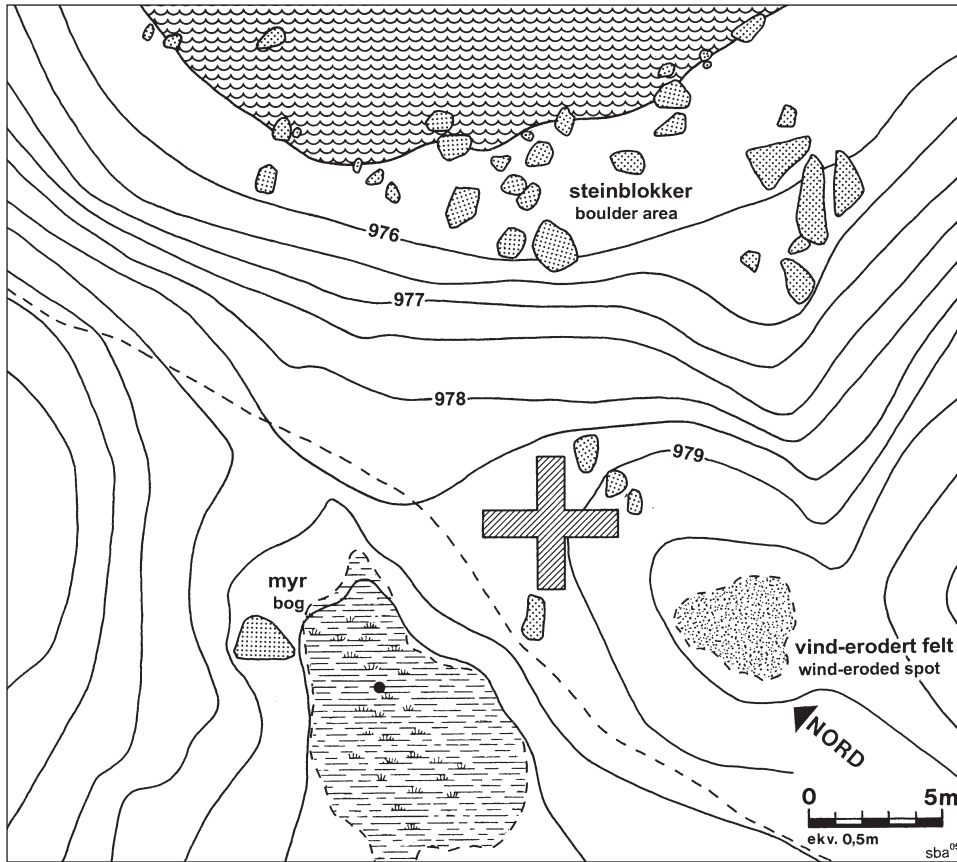 steinblokker
boulder area
976
977
978
979
myr
bog
vind-erodert felt
wind-eroded spot
NORD
0 5m
ekv. 0,5m
sba